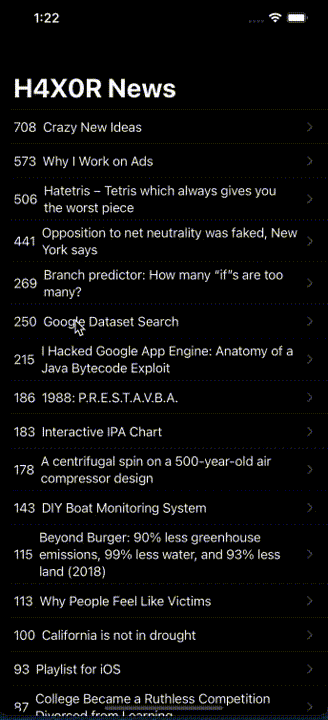 1:22
H4X0R News
708 Crazy New Ideas
573 Why I Work on Ads
Hatetris – Tetris which always gives you
506 the worst piece
Opposition to net neutrality was faked, New
441 York says
Branch predictor: How many "if"s are too
269 many?
250 Google Dataset Search
I Hacked Google App Engine: Anatomy of a
215 Java Bytecode Exploit
186 1988: P.R.E.S.T.A.V.B.A.
183 Interactive iPA Chart
A centrifugal spin on a 500-year-old air
178 compressor design
143 DIY Boat Monitoring System
Beyond Burger: 90% less greenhouse
115 emissions, 99% less water, and 93% less
land (2018)
113 Why People Feel Like Victims
100 California is not in drought
93 Playlist for iOS
87 College Became a Ruthless Competition
Divorced from Learning